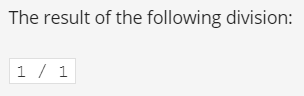 The result of the following division:
1 / 1